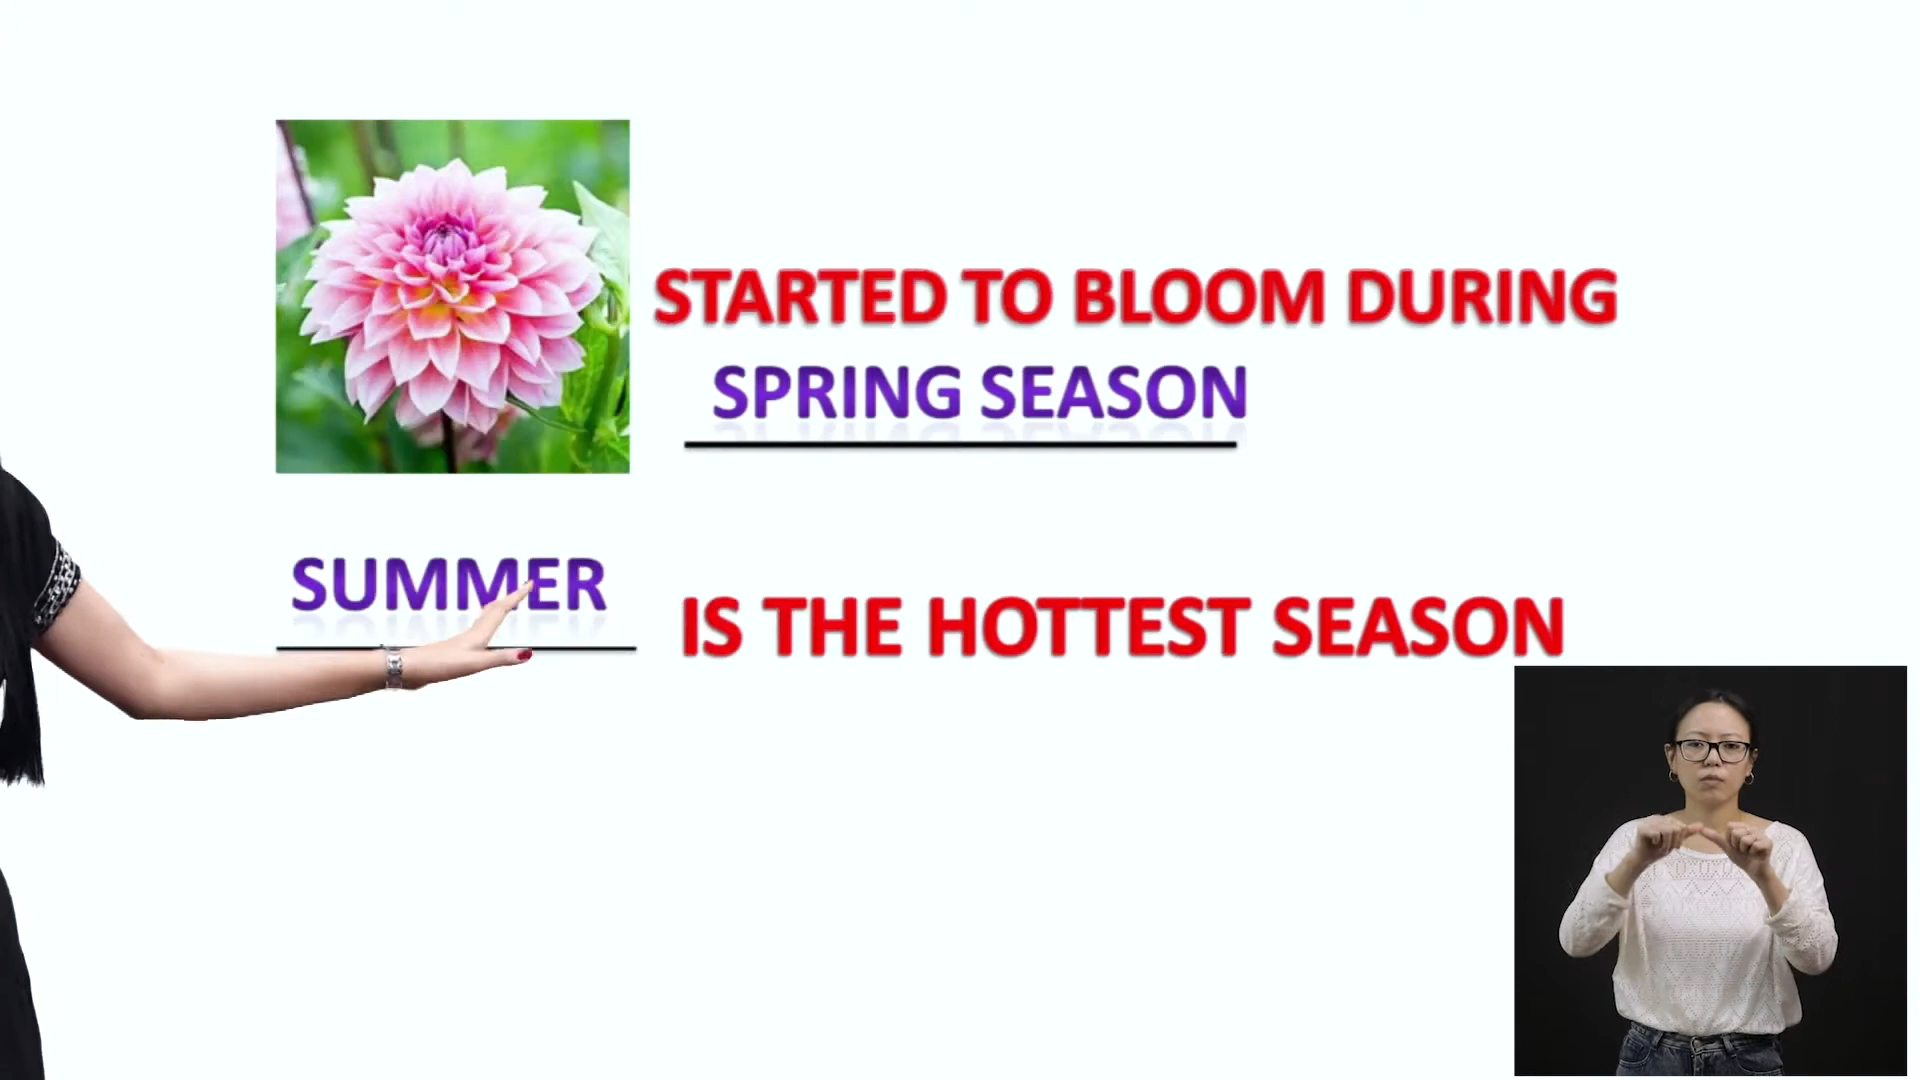 STARTED TO BLOOM DURING
SPRING SEASON
SUMMER IS THE HOTTEST SEASON